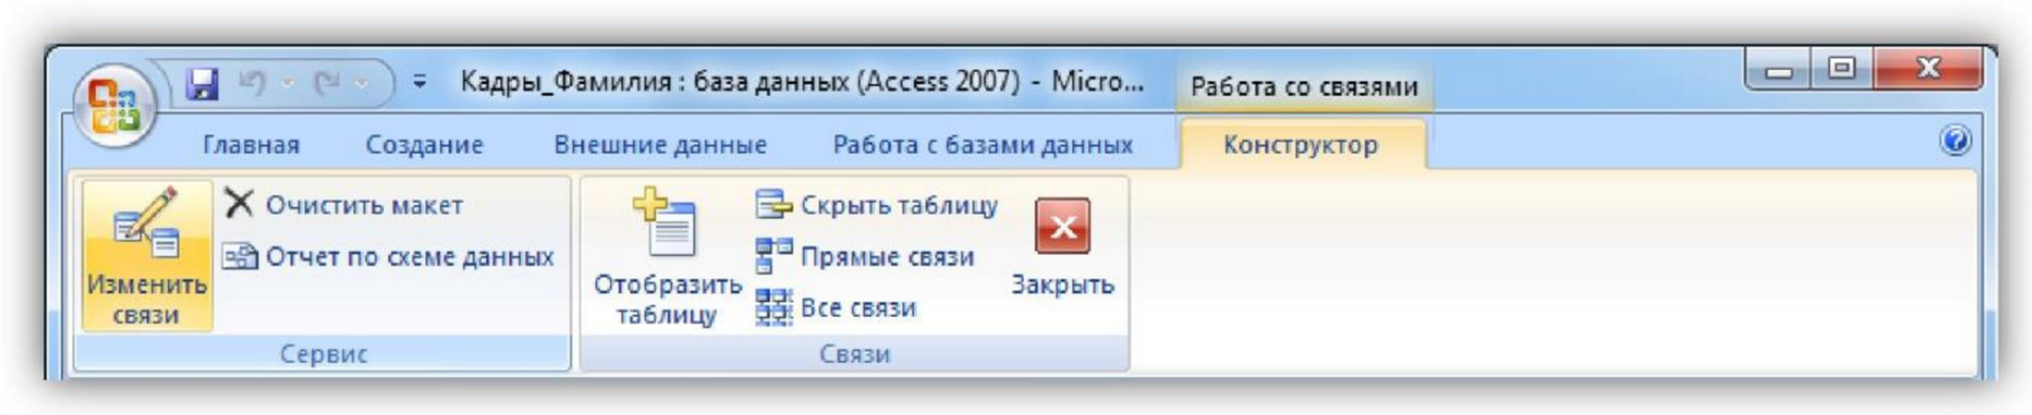 Кадры_Фамилия : база данных (Access 2007) - Micro...
Работа со связями
Главная
Создание
Внешние данные
Работа с базами данных
Конструктор
Изменить
связи
Очистить макет
Отчет по схеме данных
Сервис
Отобразить
таблицу
Скрыть таблицу
Прямые связи
Все связи
Закрыть
Связи